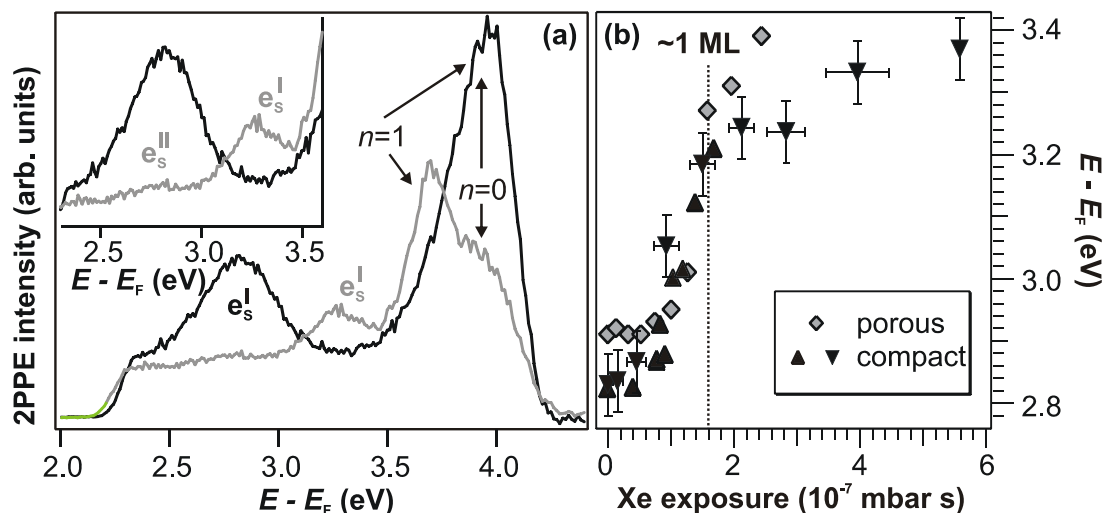 (a)
e_s^I
e_s^II
2.5 3.0 3.5
E - E_F (eV)
n=1
n=0
e_s^I
e_s^I
2PPE intensity (arb. units)
2.0 2.5 3.0 3.5 4.0
E - E_F (eV)
(b)
~1 ML
3.4
3.2
3.0
2.8
E - E_F (eV)
porous
compact
0 2 4 6
Xe exposure (10^-7 mbar s)